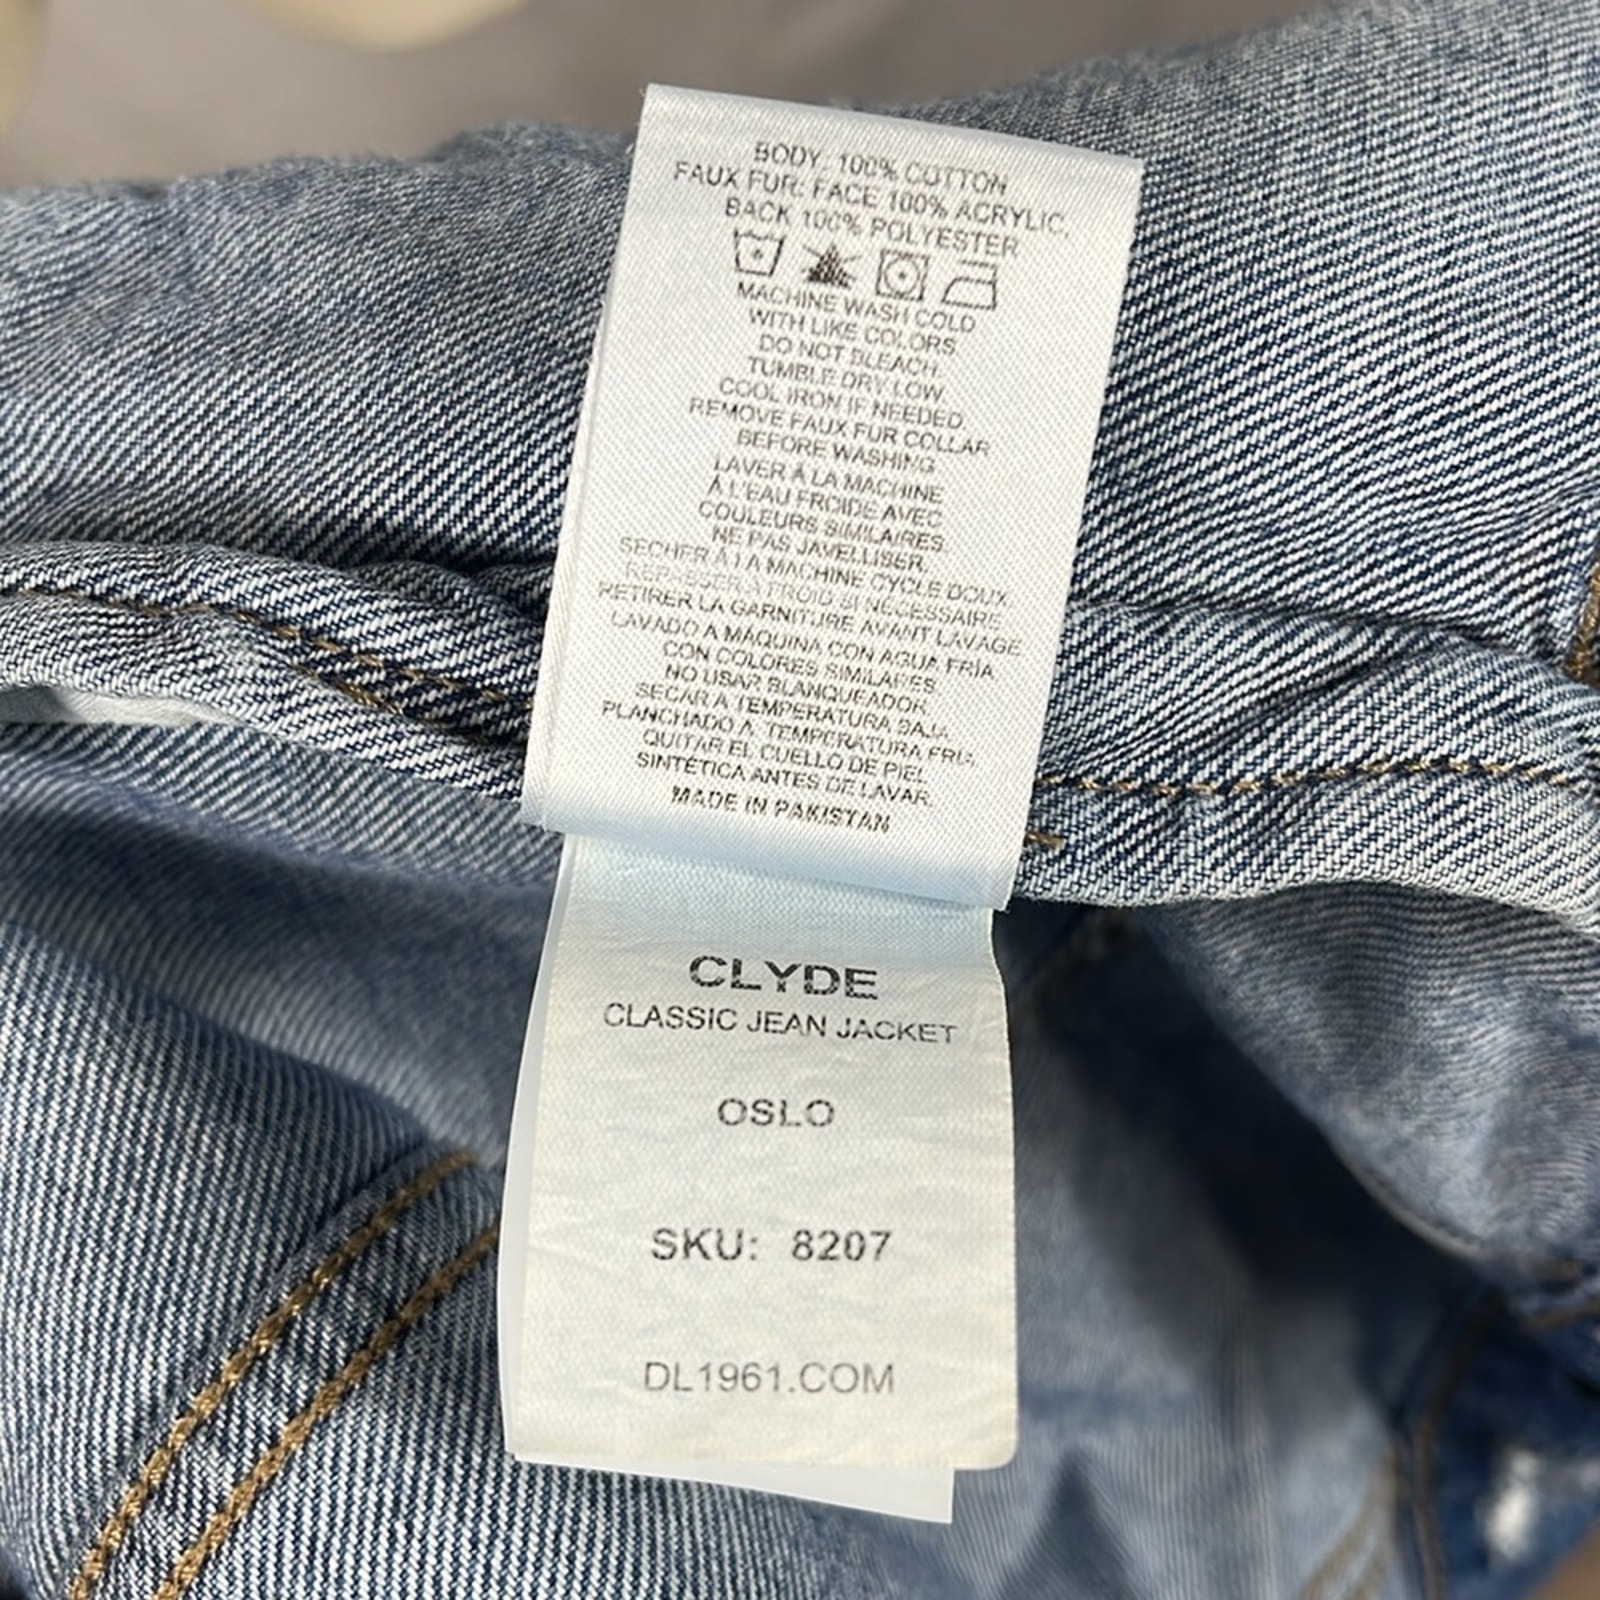 BODY: 100% COTTON
FAUX FUR: FACE 100% ACRYLIC,
BACK 100% POLYESTER
MACHINE WASH COLD
WITH LIKE COLORS.
DO NOT BLEACH.
TUMBLE DRY LOW.
COOL IRON IF NEEDED.
REMOVE FAUX FUR COLLAR
BEFORE WASHING.
LAVER À LA MACHINE
À L'EAU FROIDE AVEC
COULEURS SIMILAIRES.
NE PAS JAVELLISER.
SÉCHER À LA MACHINE CYCLE DOUX.
REPASSER À FROID SI NÉCESSAIRE.
RETIRER LA GARNITURE AVANT LAVAGE.
LAVADO A MÁQUINA CON AGUA FRÍA
CON COLORES SIMILARES.
NO USAR BLANQUEADOR.
SECAR A TEMPERATURA BAJA.
PLANCHADO A TEMPERATURA FRÍA.
QUITAR EL CUELLO DE PIEL
SINTÉTICA ANTES DE LAVAR.
MADE IN PAKISTAN
CLYDE
CLASSIC JEAN JACKET
OSLO
SKU: 8207
DL1961.COM